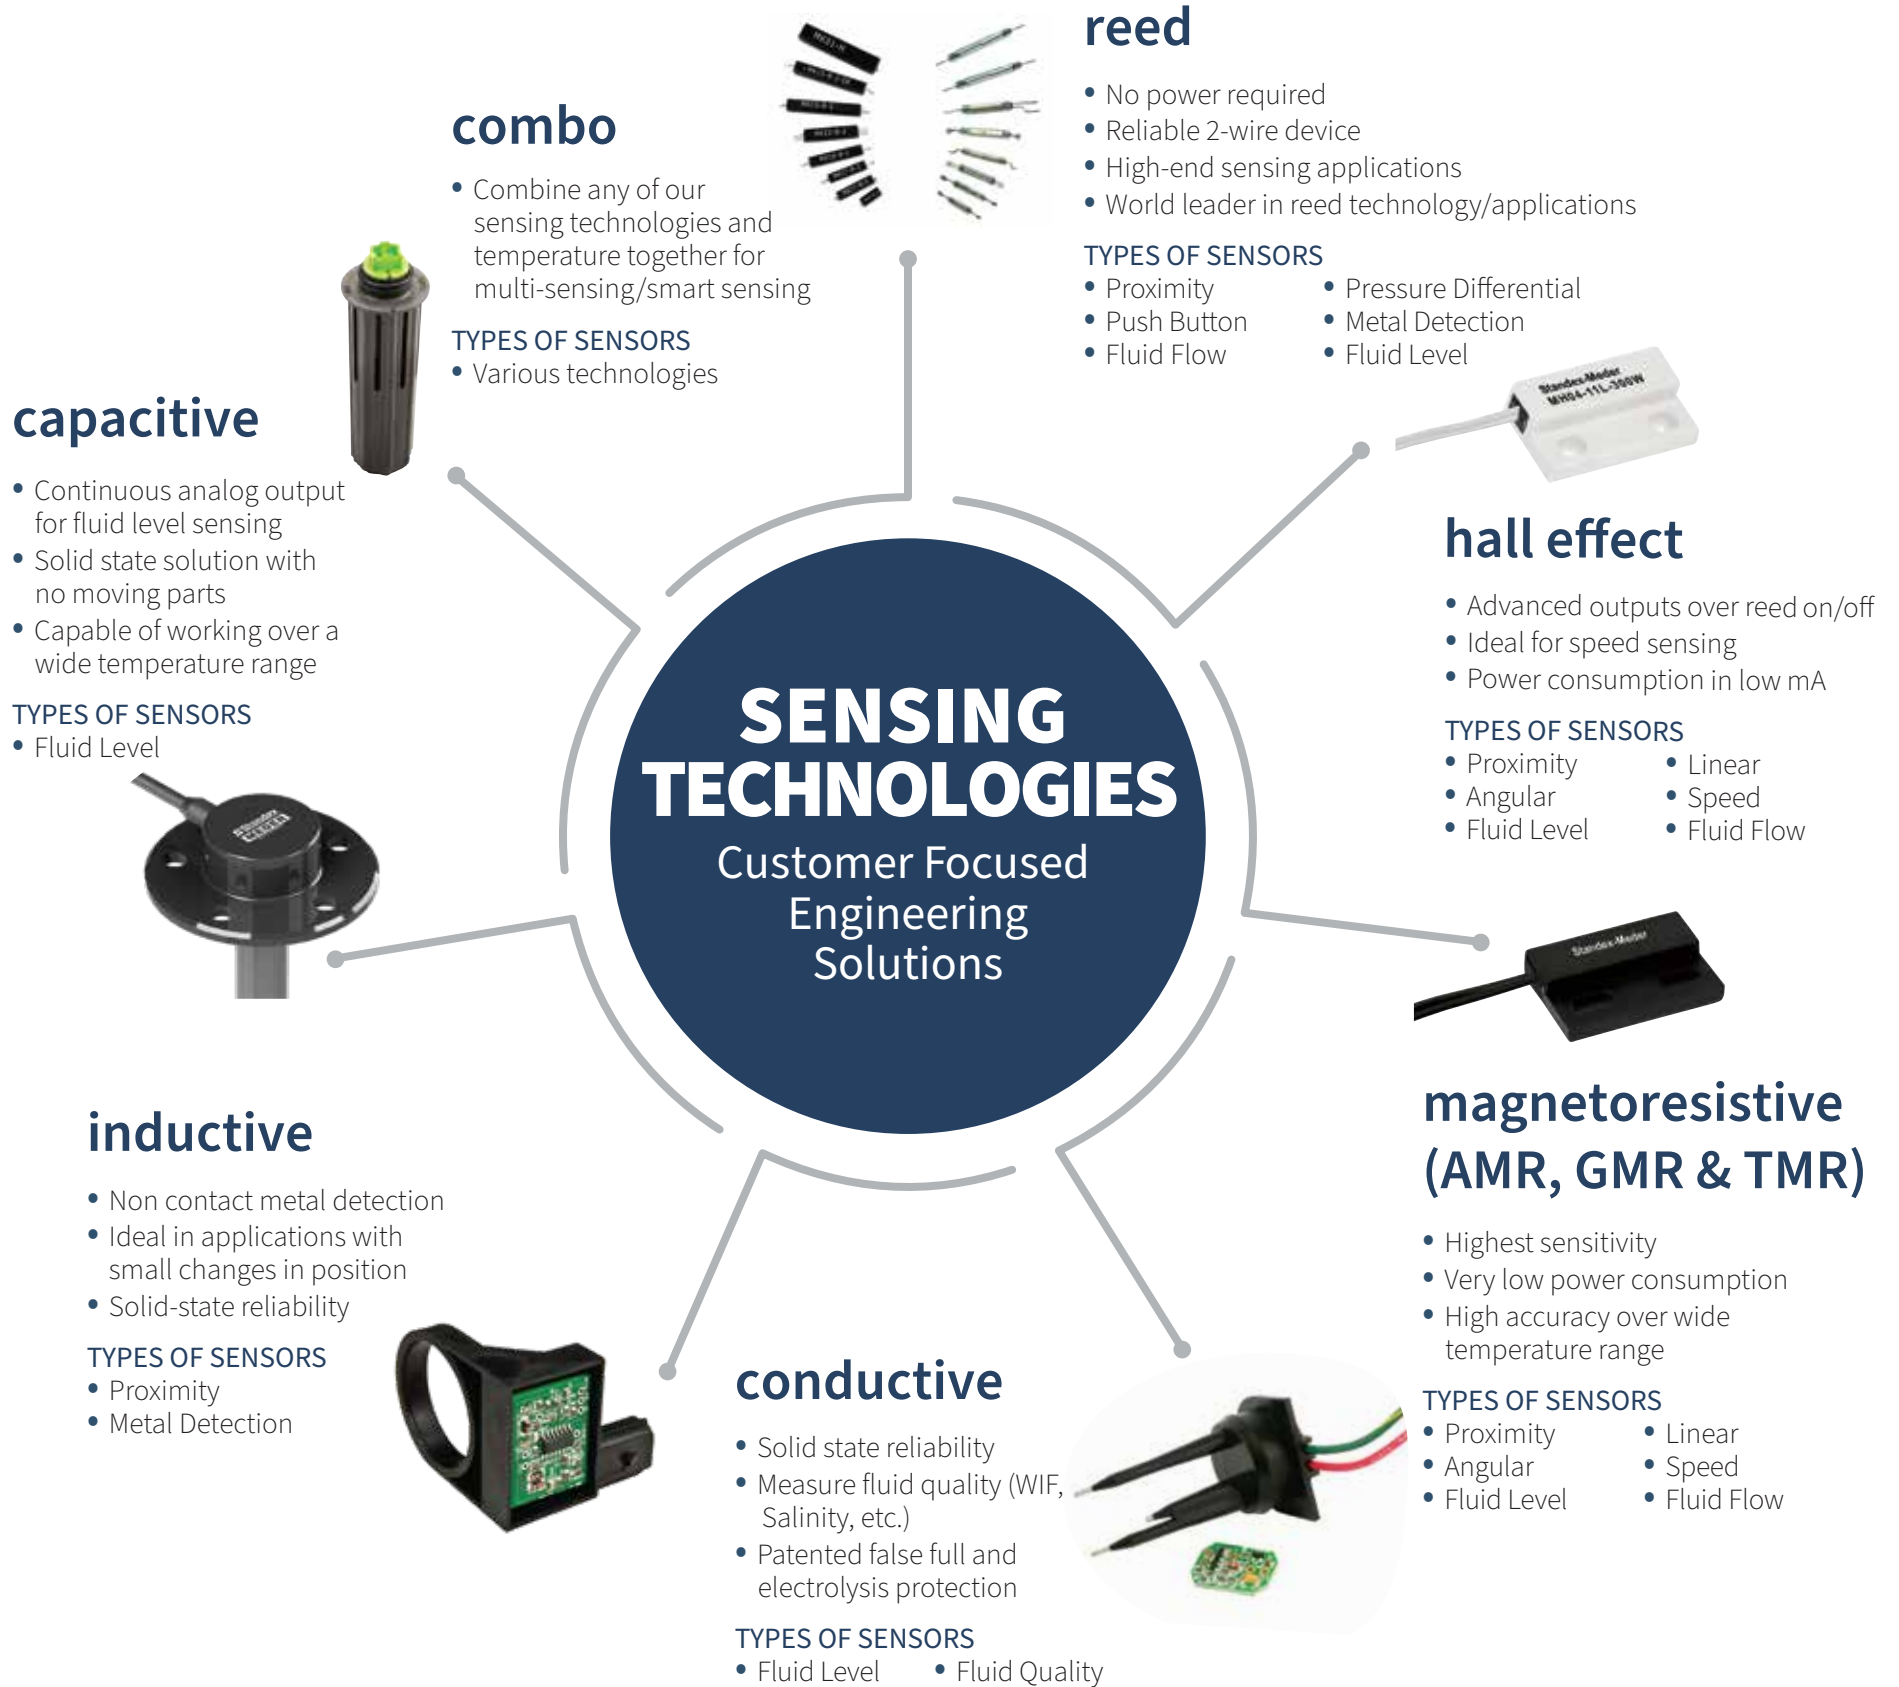 reed
• No power required
• Reliable 2-wire device
• High-end sensing applications
• World leader in reed technology/applications
TYPES OF SENSORS
• Proximity
• Push Button
• Fluid Flow
• Pressure Differential
• Metal Detection
• Fluid Level
combo
• Combine any of our
sensing technologies and
temperature together for
multi-sensing/smart sensing
TYPES OF SENSORS
• Various technologies
capacitive
• Continuous analog output
for fluid level sensing
• Solid state solution with
no moving parts
• Capable of working over a
wide temperature range
TYPES OF SENSORS
• Fluid Level
Standex-Meder
MH04-11L-300W
hall effect
• Advanced outputs over reed on/off
• Ideal for speed sensing
• Power consumption in low mA
TYPES OF SENSORS
• Proximity
• Angular
• Fluid Level
• Linear
• Speed
• Fluid Flow
SENSING
TECHNOLOGIES
Customer Focused
Engineering
Solutions
Standex
Standex-Meder
magnetoresistive
(AMR, GMR & TMR)
• Highest sensitivity
• Very low power consumption
• High accuracy over wide
temperature range
TYPES OF SENSORS
• Proximity
• Angular
• Fluid Level
• Linear
• Speed
• Fluid Flow
inductive
• Non contact metal detection
• Ideal in applications with
small changes in position
• Solid-state reliability
TYPES OF SENSORS
• Proximity
• Metal Detection
conductive
• Solid state reliability
• Measure fluid quality (WIF,
Salinity, etc.)
• Patented false full and
electrolysis protection
TYPES OF SENSORS
• Fluid Level
• Fluid Quality